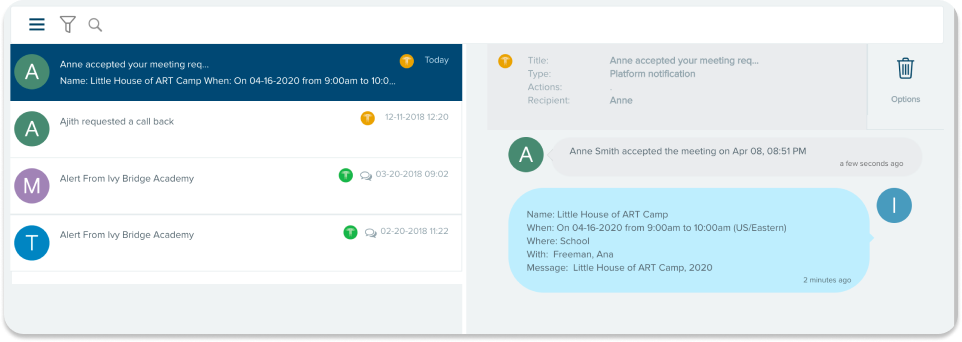 A
Anne accepted your meeting req...
T
Today
Name: Little House of ART Camp When: On 04-16-2020 from 9:00am to 10:0...
A
Ajith requested a call back
T
12-11-2018 12:20
M
Alert From Ivy Bridge Academy
T
03-20-2018 09:02
T
Alert From Ivy Bridge Academy
T
02-20-2018 11:22
T
Title: Anne accepted your meeting req...
Type: Platform notification
Actions: .
Recipient: Anne
Options
A
Anne Smith accepted the meeting on Apr 08, 08:51 PM
a few seconds ago
I
Name: Little House of ART Camp
When: On 04-16-2020 from 9:00am to 10:00am (US/Eastern)
Where: School
With: Freeman, Ana
Message: Little House of ART Camp, 2020
2 minutes ago